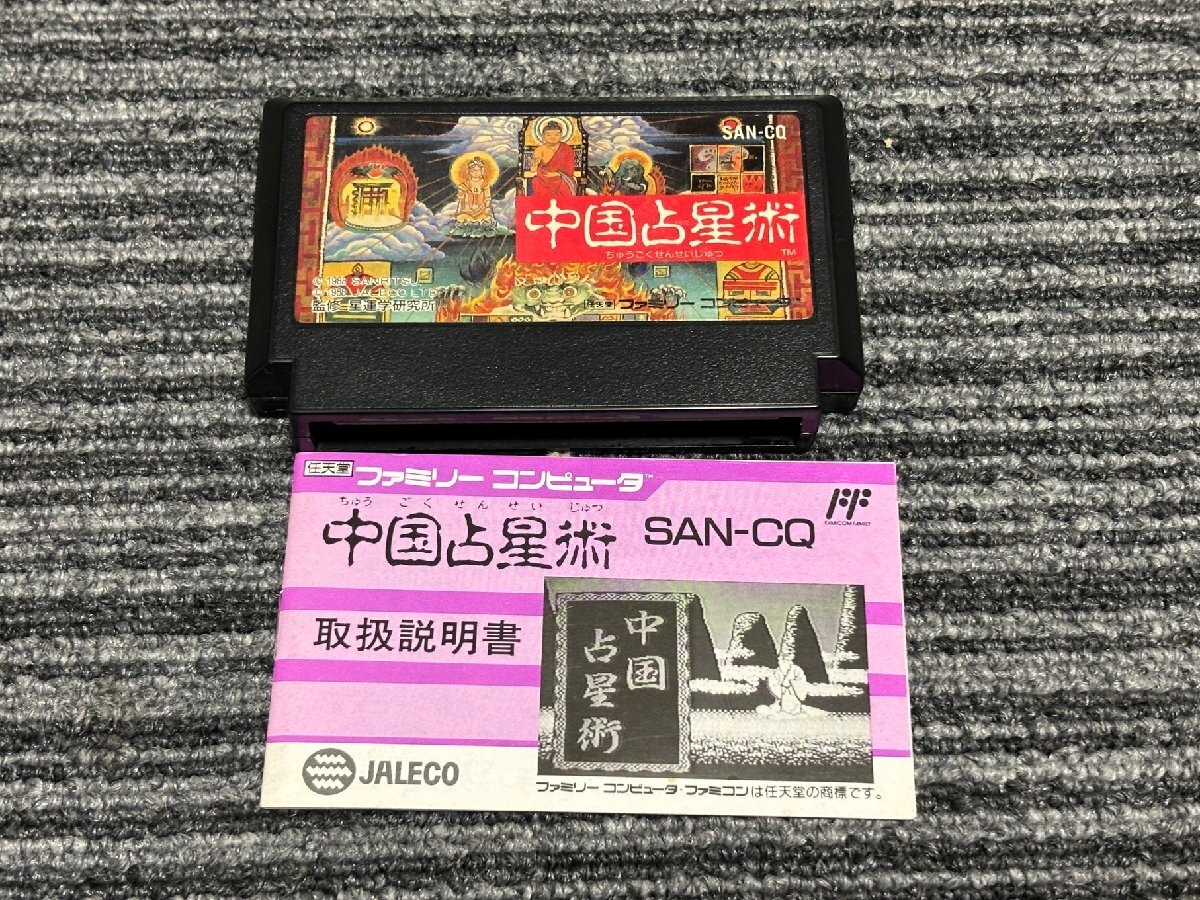 SAN-CQ
中国占星術
ちゅうごくせんせいじゅつ
TM
© 1988 SANRITSU
© 1988 JALECO LTD.
監修 星運学研究所
任天堂 ファミリー コンピュータ
任天堂 ファミリー コンピュータ™
ちゅう ごく せん せい じゅつ
中国占星術 SAN-CQ
FAMICOM FAMILY
取扱説明書
中国
占星術
JALECO
ファミリー コンピュータ・ファミコンは任天堂の商標です。